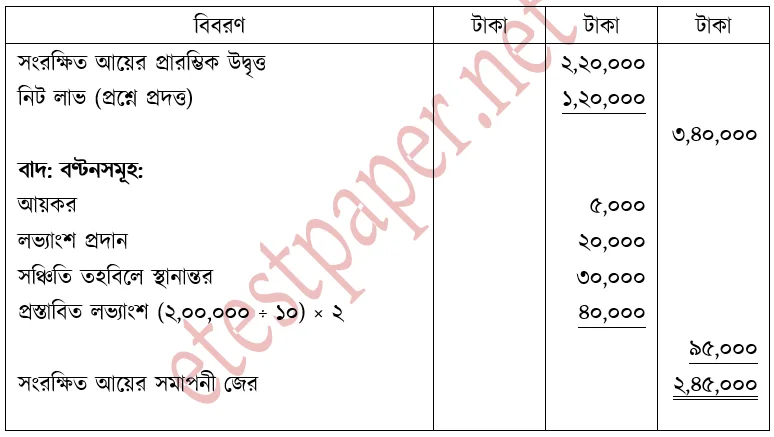 বিবরণ টাকা টাকা টাকা
সংরক্ষিত আয়ের প্রারম্ভিক উদ্বৃত্ত ২,২০,০০০
নিট লাভ (প্রশ্নে প্রদত্ত) ১,২০,০০০
৩,৪০,০০০
বাদ: বণ্টনসমূহ:
আয়কর ৫,০০০
লভ্যাংশ প্রদান ২০,০০০
সঞ্চিতি তহবিলে স্থানান্তর ৩০,০০০
প্রস্তাবিত লভ্যাংশ (২,০০,০০০ ÷ ১০) × ২ ৪০,০০০
৯৫,০০০
সংরক্ষিত আয়ের সমাপনী জের ২,৪৫,০০০
etestpaper.net